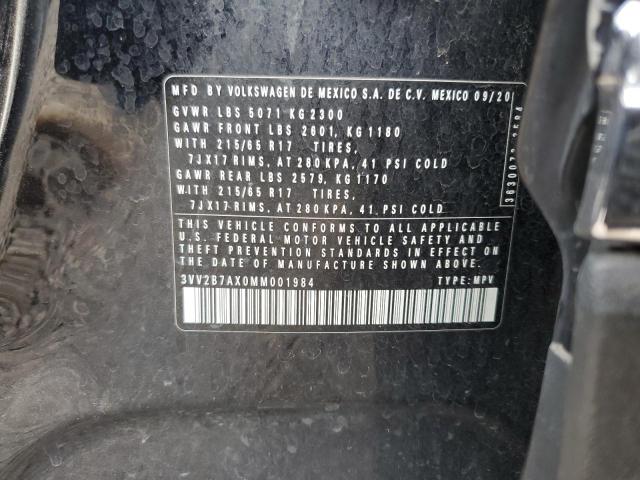 MFD BY VOLKSWAGEN DE MEXICO S.A. DE C.V. MEXICO 09/20
GVWR LBS 5071 KG 2300
GAWR FRONT LBS 2601, KG 1180
WITH 215/65 R17 TIRES,
7JX17 RIMS, AT 280 KPA, 41 PSI COLD
GAWR REAR LBS 2579, KG 1170
WITH 215/65 R17 TIRES,
7JX17 RIMS, AT 280 KPA, 41 PSI COLD
THIS VEHICLE CONFORMS TO ALL APPLICABLE
U.S. FEDERAL MOTOR VEHICLE SAFETY AND
THEFT PREVENTION STANDARDS IN EFFECT ON THE
DATE OF MANUFACTURE SHOWN ABOVE
3VV2B7AX0MM001984 TYPE: MPV